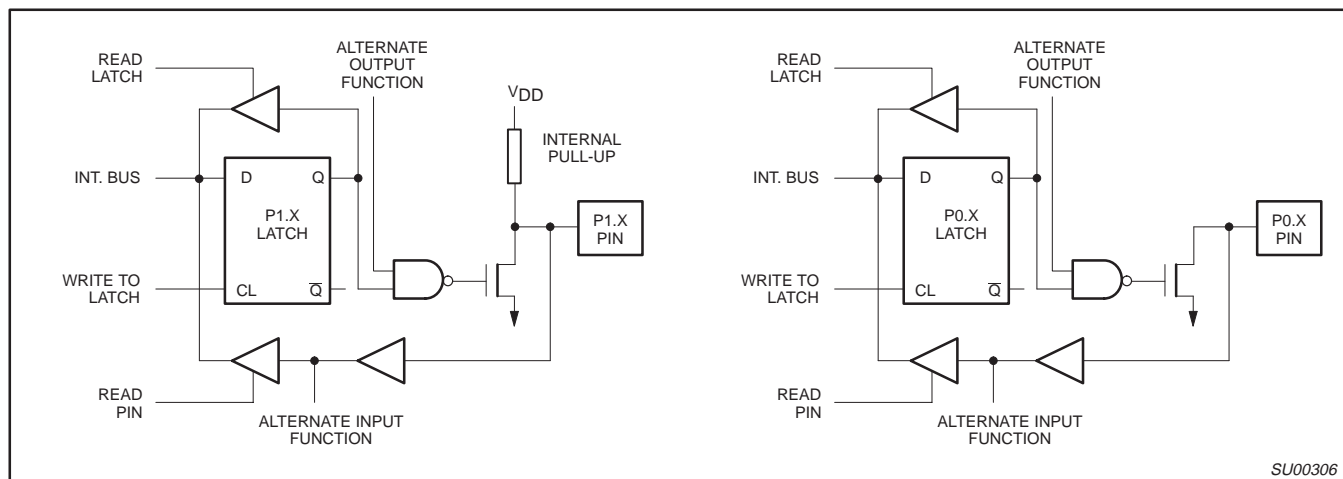 READ
LATCH
ALTERNATE
OUTPUT
FUNCTION
VDD
INTERNAL
PULL-UP
INT. BUS
D
Q
P1.X
LATCH
P1.X
PIN
WRITE TO
LATCH
CL
Q̅
READ
PIN
ALTERNATE INPUT
FUNCTION
READ
LATCH
ALTERNATE
OUTPUT
FUNCTION
INT. BUS
D
Q
P0.X
LATCH
P0.X
PIN
WRITE TO
LATCH
CL
Q̅
READ
PIN
ALTERNATE INPUT
FUNCTION
SU00306